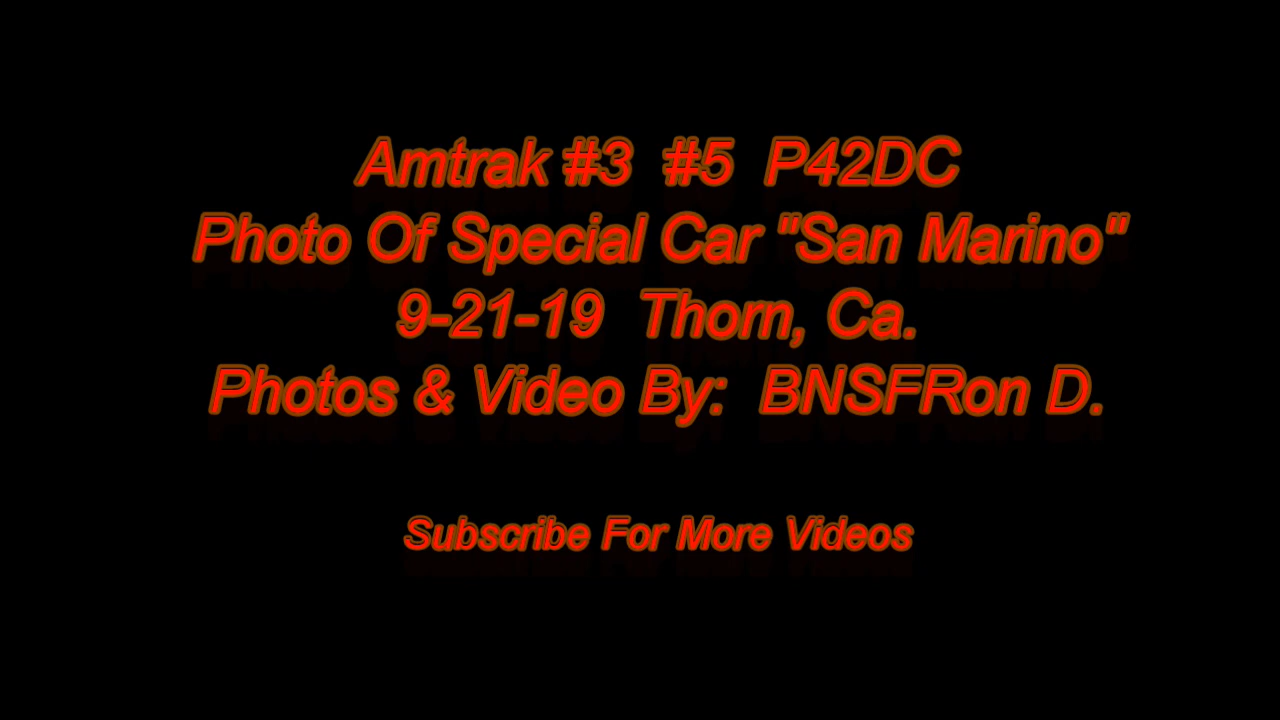 Amtrak #3  #5  P42DC
Photo Of Special Car "San Marino"
9-21-19  Thorn, Ca.
Photos & Video By:  BNSFRon D.
Subscribe For More Videos